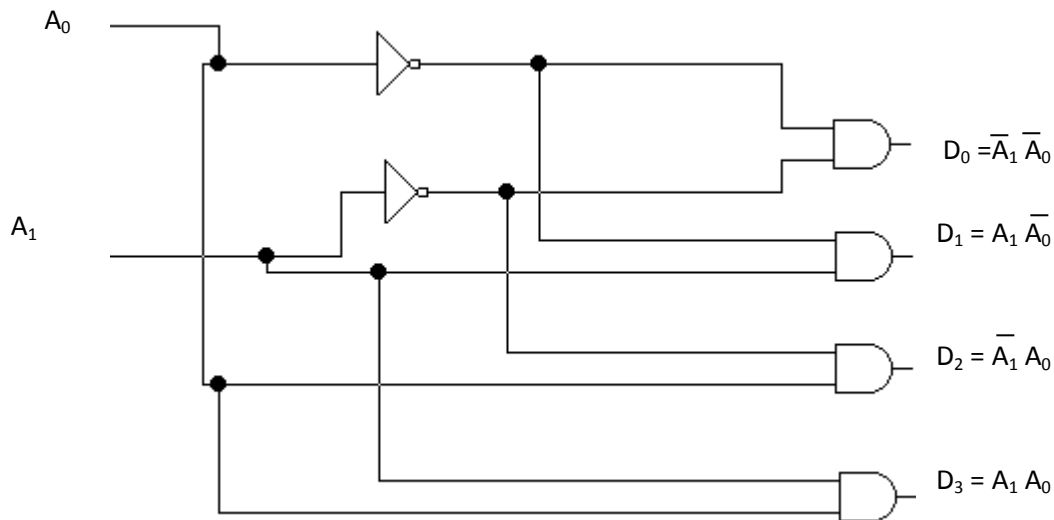 A₀
D₀ = A̅₁ A̅₀
A₁
D₁ = A₁ A̅₀
D₂ = A̅₁ A₀
D₃ = A₁ A₀